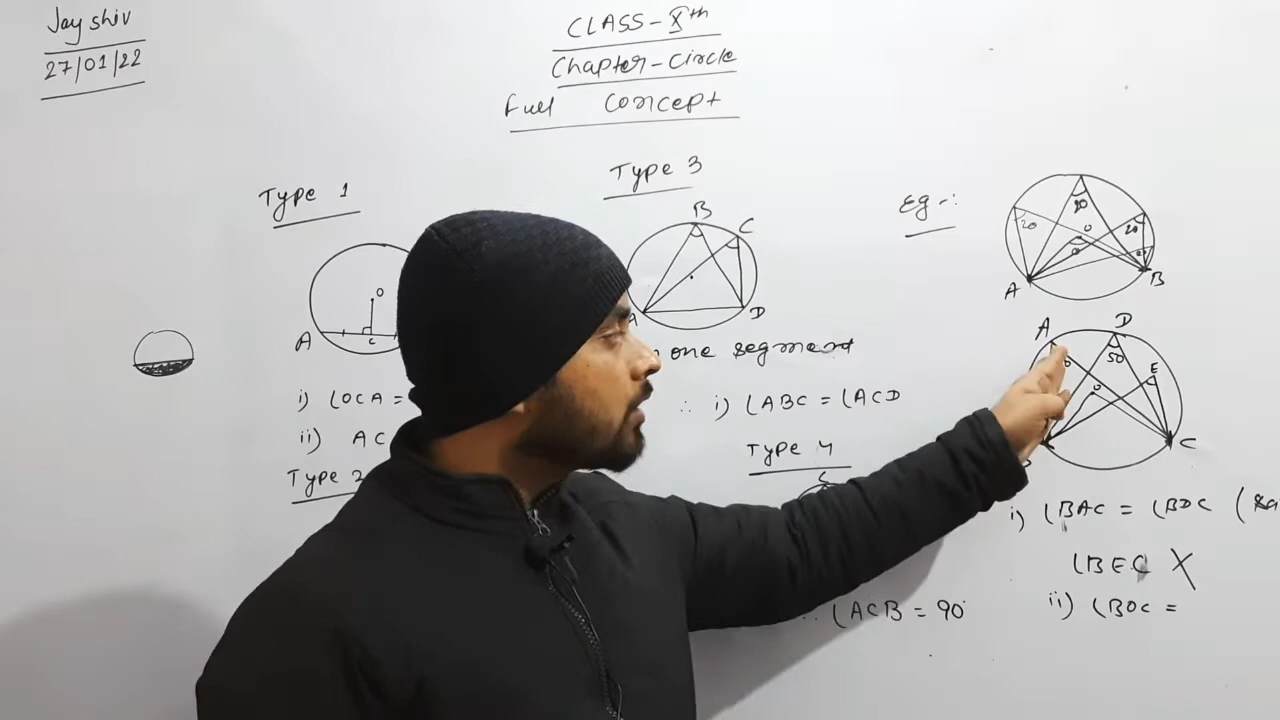 Jay shiv
27/01/22
CLASS-Xth
Chapter-Circle
Full Concept
Type 1
O
A
C
i) ∠OCA =
ii) AC
Type 2
Type 3
B
C
A
D
one segment
∴ i) ∠ABC = ∠ACD
Type 4
∴ ∠ACB = 90°
Eg -:
20
20
20
O
A
B
A
D
50
E
O
C
i) ∠BAC = ∠BDC (
∠BEC X
ii) ∠BOC =